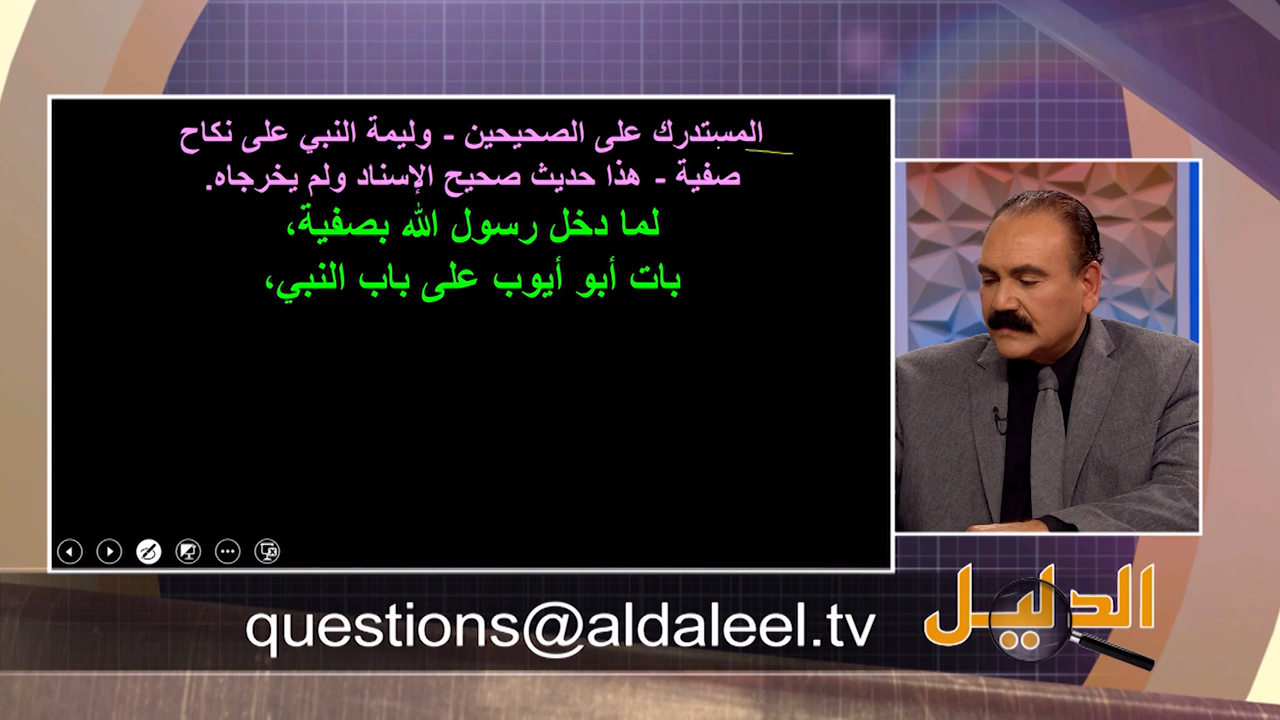 المستدرك على الصحيحين - وليمة النبي على نكاح
صفية - هذا حديث صحيح الإسناد ولم يخرجاه.
لما دخل رسول الله بصفية،
بات أبو أيوب على باب النبي،
questions@aldaleel.tv
الدليل